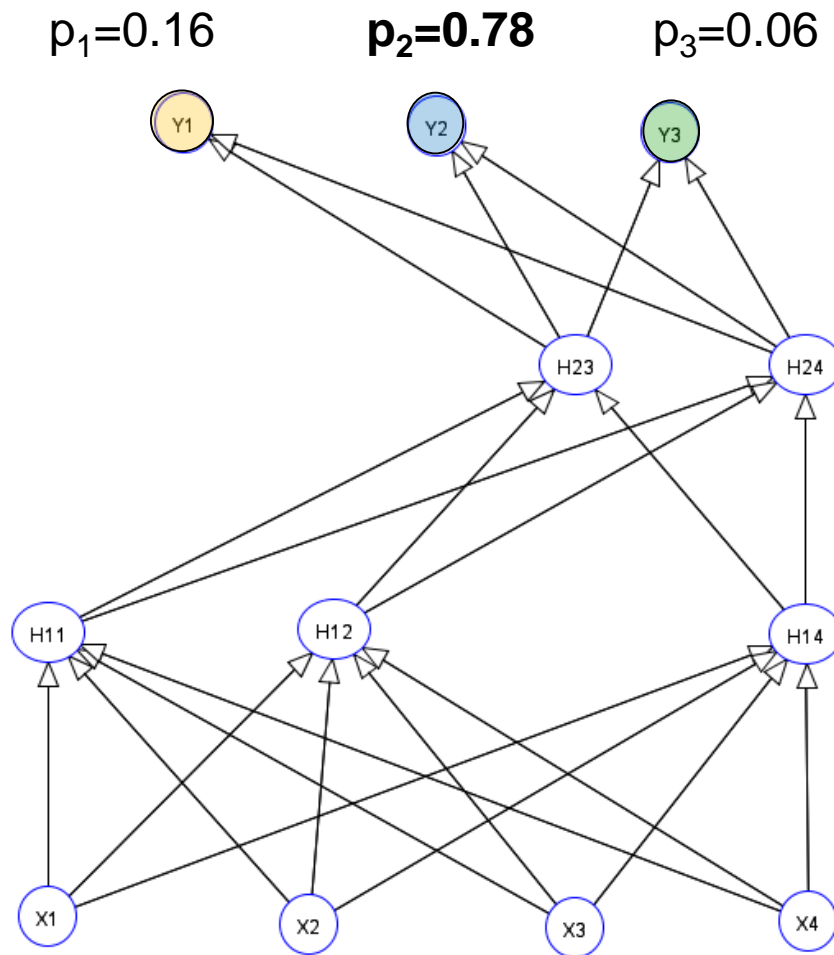 p₁=0.16 p₂=0.78 p₃=0.06
Y1 Y2 Y3
H23 H24
H11 H12 H14
X1 X2 X3 X4